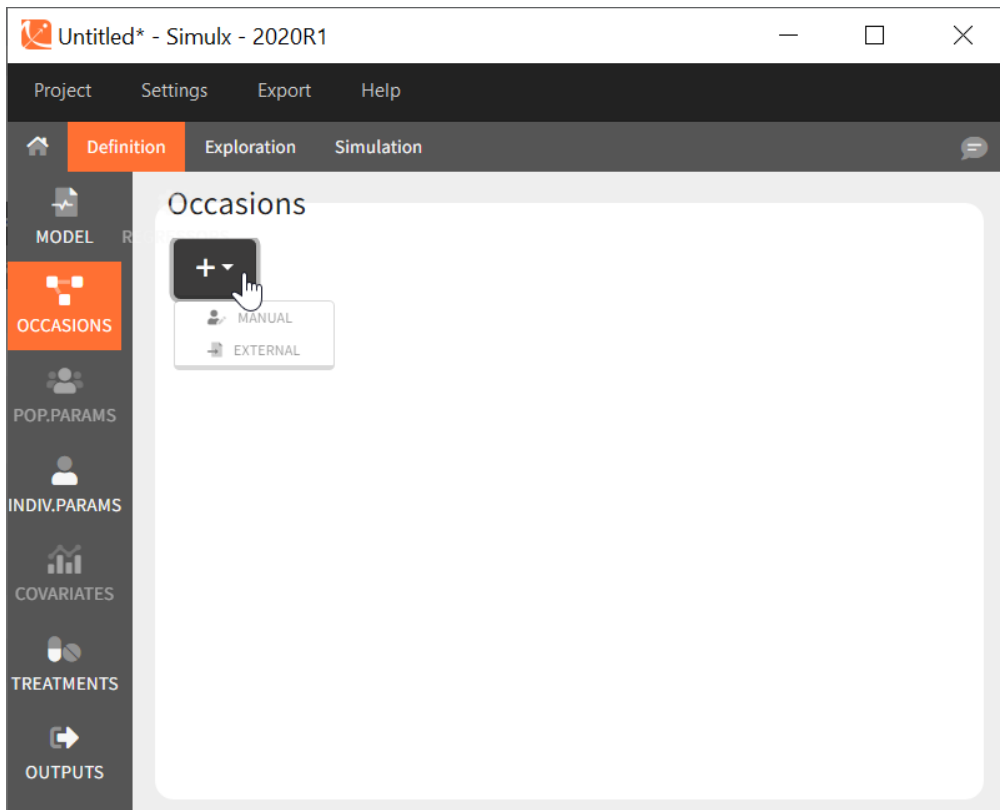 Untitled* - Simulx - 2020R1
Project Settings Export Help
Definition Exploration Simulation
Occasions
MODEL
OCCASIONS
POP.PARAMS
INDIV.PARAMS
COVARIATES
TREATMENTS
OUTPUTS
+
MANUAL
EXTERNAL